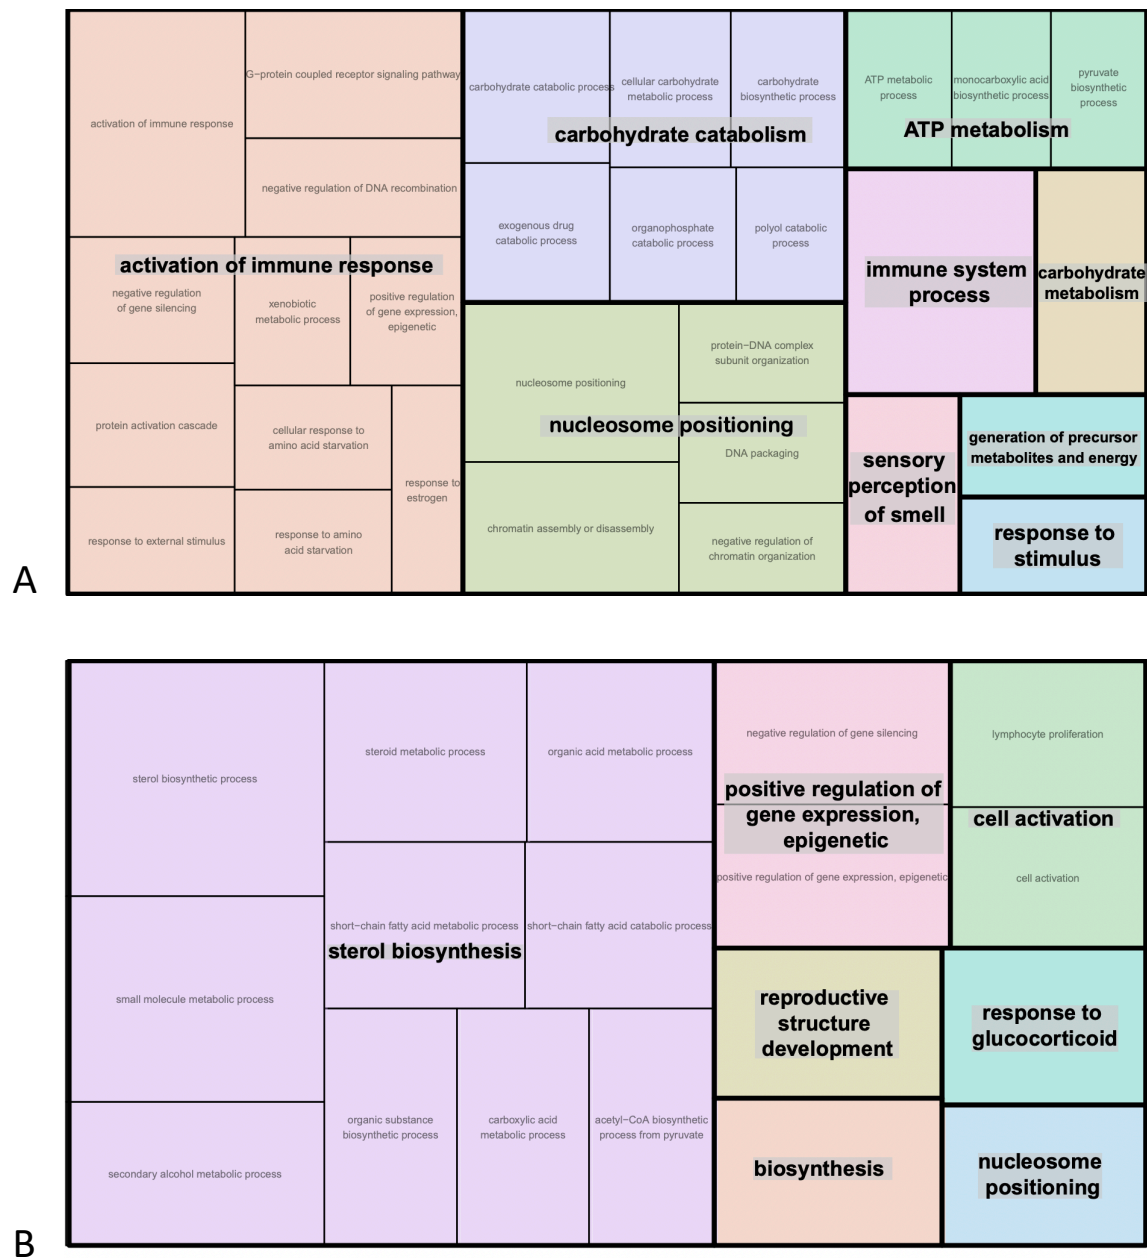 activation of immune response
G−protein coupled receptor signaling pathway
negative regulation of DNA recombination
activation of immune response
negative regulation
of gene silencing
xenobiotic
metabolic process
positive regulation
of gene expression,
epigenetic
protein activation cascade
cellular response to
amino acid starvation
response to
estrogen
response to external stimulus
response to amino
acid starvation
carbohydrate catabolic process
cellular carbohydrate
metabolic process
carbohydrate
biosynthetic process
carbohydrate catabolism
exogenous drug
catabolic process
organophosphate
catabolic process
polyol catabolic
process
nucleosome positioning
protein−DNA complex
subunit organization
nucleosome positioning
DNA packaging
chromatin assembly or disassembly
negative regulation of
chromatin organization
ATP metabolic
process
monocarboxylic acid
biosynthetic process
pyruvate
biosynthetic
process
ATP metabolism
immune system
process
carbohydrate
metabolism
sensory
perception
of smell
generation of precursor
metabolites and energy
response to
stimulus
A
sterol biosynthetic process
steroid metabolic process
organic acid metabolic process
short−chain fatty acid metabolic process
short−chain fatty acid catabolic process
sterol biosynthesis
small molecule metabolic process
secondary alcohol metabolic process
organic substance
biosynthetic process
carboxylic acid
metabolic process
acetyl−CoA biosynthetic
process from pyruvate
negative regulation of gene silencing
positive regulation of
gene expression,
epigenetic
positive regulation of gene expression, epigenetic
lymphocyte proliferation
cell activation
cell activation
reproductive
structure
development
response to
glucocorticoid
biosynthesis
nucleosome
positioning
B